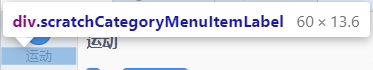 div.scratchCategoryMenuItemLabel 60 × 13.6
运动
运动